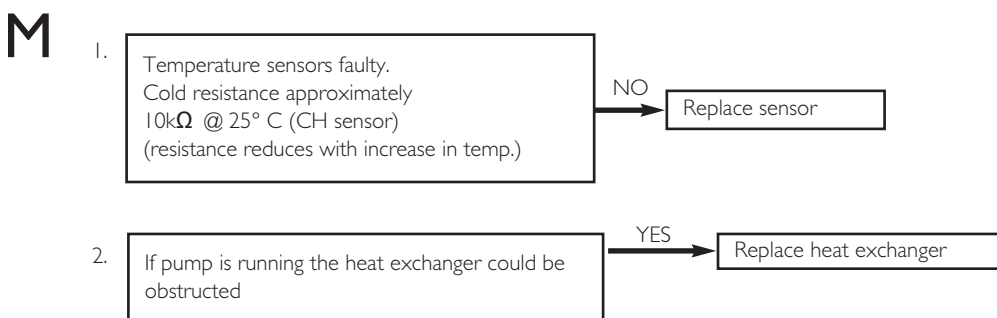 M
1.
Temperature sensors faulty.
Cold resistance approximately
10kΩ @ 25° C (CH sensor)
(resistance reduces with increase in temp.)
NO
Replace sensor
2.
If pump is running the heat exchanger could be
obstructed
YES
Replace heat exchanger